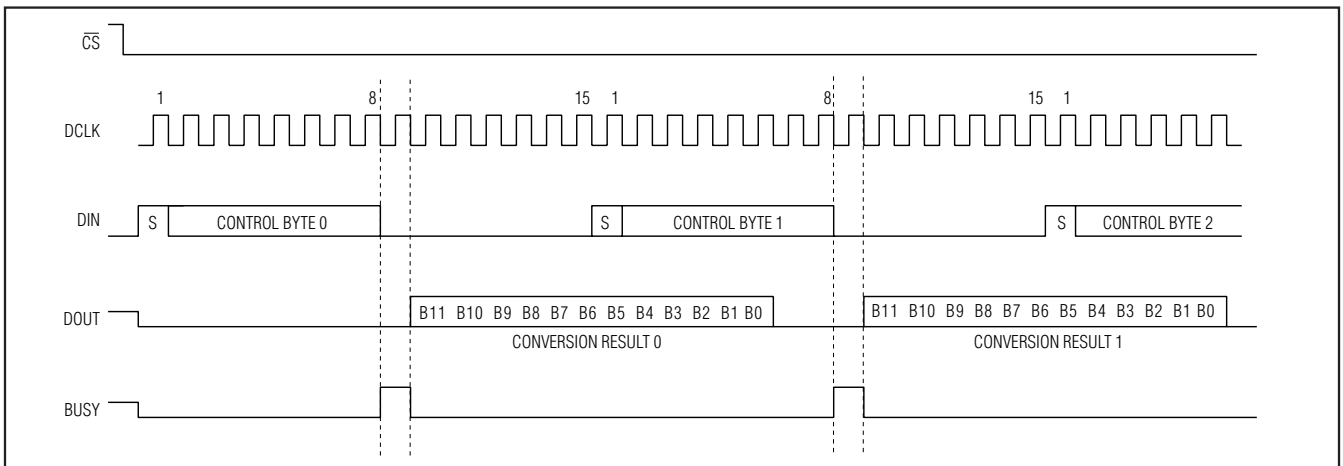 C̅S̅
1 8 15 1 8 15 1
DCLK
DIN S CONTROL BYTE 0 S CONTROL BYTE 1 S CONTROL BYTE 2
DOUT B11 B10 B9 B8 B7 B6 B5 B4 B3 B2 B1 B0 B11 B10 B9 B8 B7 B6 B5 B4 B3 B2 B1 B0
CONVERSION RESULT 0 CONVERSION RESULT 1
BUSY